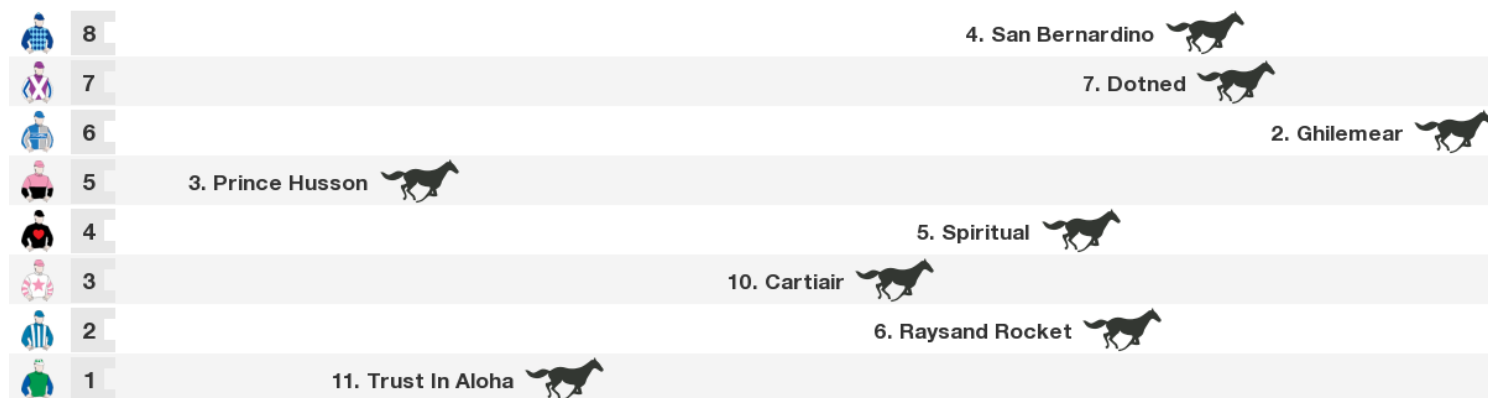 8 4. San Bernardino
7 7. Dotned
6 2. Ghilemear
5 3. Prince Husson
4 5. Spiritual
3 10. Cartiair
2 6. Raysand Rocket
1 11. Trust In Aloha